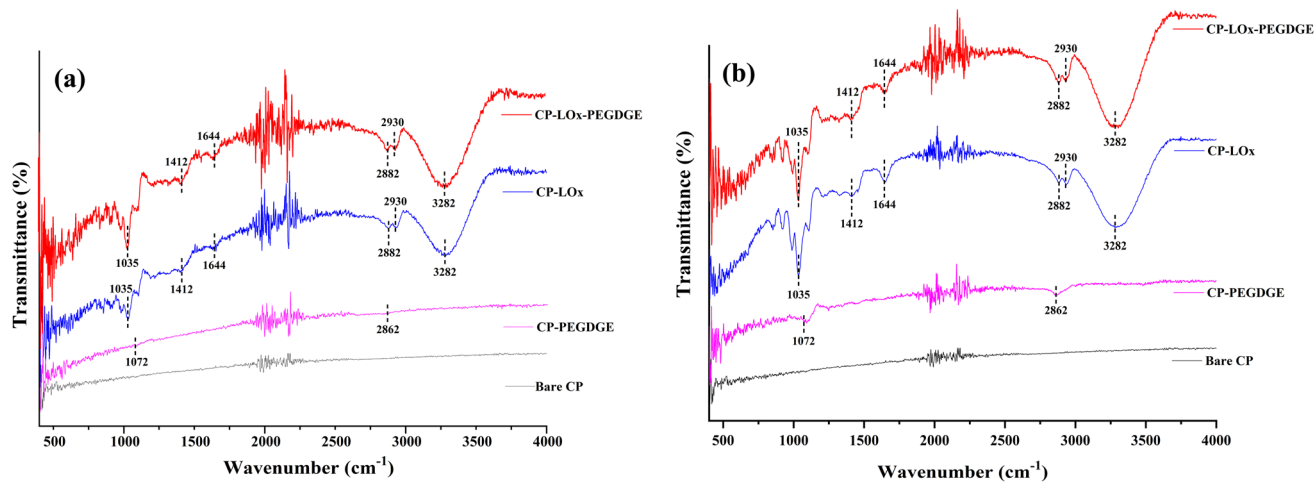 (a)
Transmittance (%)
2930
1644
1412
2882
3282
1035
CP-LOx-PEGDGE
2930
1035
1412
1644
2882
3282
CP-LOx
2862
1072
CP-PEGDGE
Bare CP
500 1000 1500 2000 2500 3000 3500 4000
Wavenumber (cm-1)
(b)
Transmittance (%)
2930
1644
1412
1035
2882
3282
CP-LOx-PEGDGE
2930
1412
1644
2882
3282
1035
CP-LOx
2862
1072
CP-PEGDGE
Bare CP
500 1000 1500 2000 2500 3000 3500 4000
Wavenumber (cm-1)